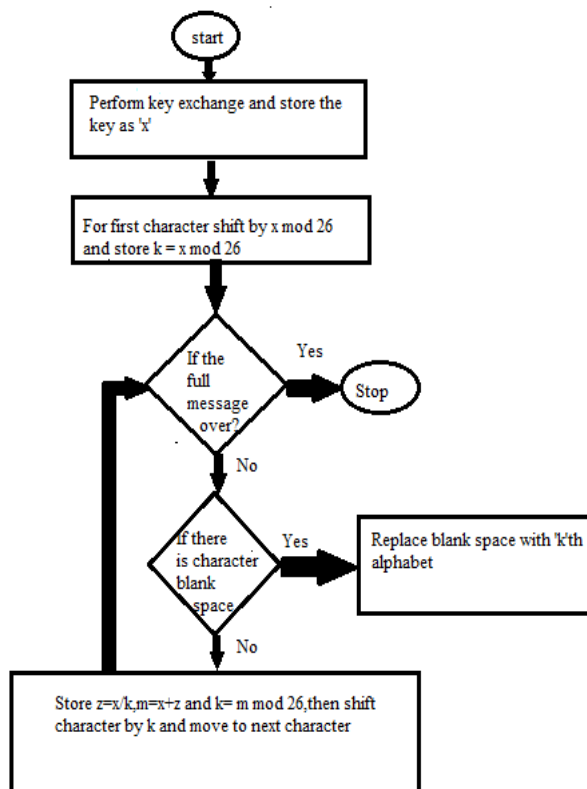 start
Perform key exchange and store the
key as 'x'
For first character shift by x mod 26
and store k = x mod 26
If the
full
message
over?
Yes
Stop
No
If there
is character
blank
space
Yes
Replace blank space with 'k'th
alphabet
No
Store z=x/k,m=x+z and k= m mod 26,then shift
character by k and move to next character